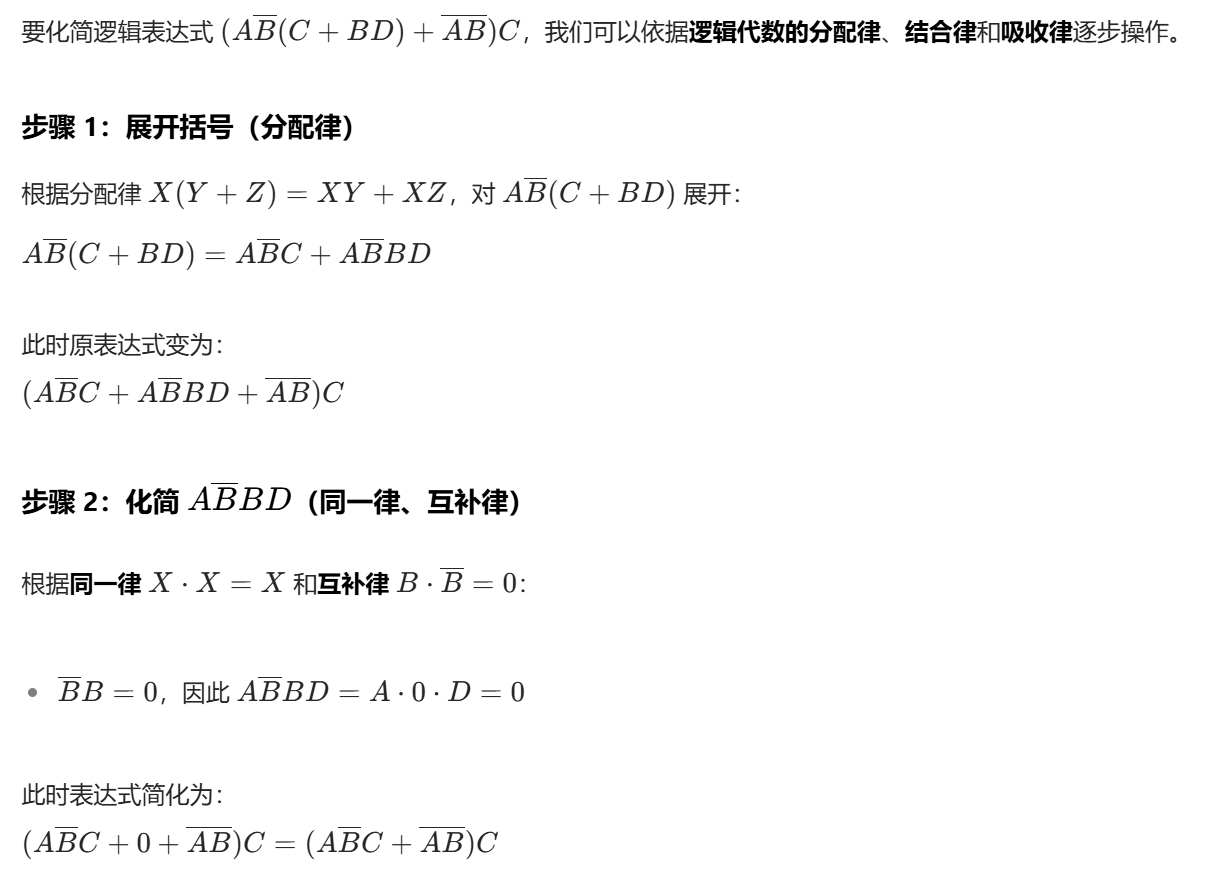 要化简逻辑表达式 $(A\overline{B}(C + BD) + \overline{AB})C$，我们可以依据逻辑代数的分配律、结合律和吸收律逐步操作。
步骤 1：展开括号（分配律）
根据分配律 $X(Y + Z) = XY + XZ$，对 $A\overline{B}(C + BD)$ 展开：
$A\overline{B}(C + BD) = A\overline{B}C + A\overline{B}BD$
此时原表达式变为：
$(A\overline{B}C + A\overline{B}BD + \overline{AB})C$
步骤 2：化简 $A\overline{B}BD$（同一律、互补律）
根据同一律 $X \cdot X = X$ 和互补律 $B \cdot \overline{B} = 0$：
• $\overline{B}B = 0$，因此 $A\overline{B}BD = A \cdot 0 \cdot D = 0$
此时表达式简化为：
$(A\overline{B}C + 0 + \overline{AB})C = (A\overline{B}C + \overline{AB})C$